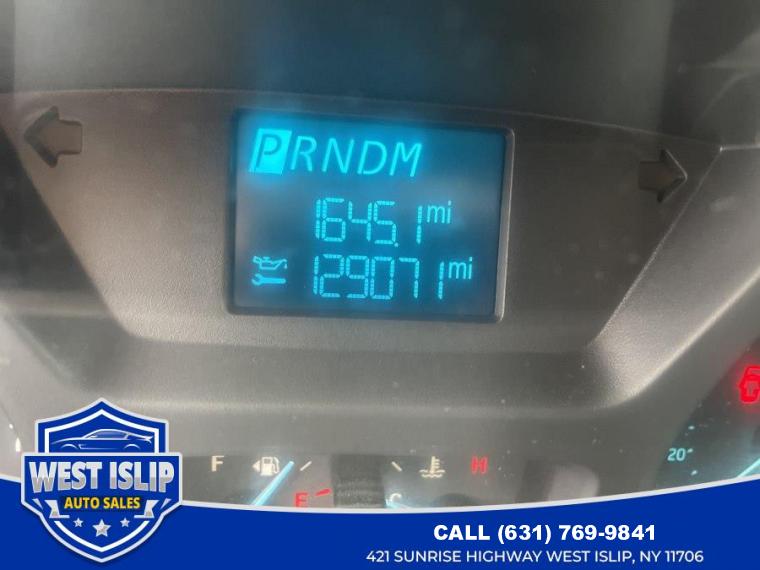 PRNDM
1645.1 mi
129071 mi
F
H
E
C
20
WEST ISLIP
AUTO SALES
CALL (631) 769-9841
421 SUNRISE HIGHWAY WEST ISLIP, NY 11706